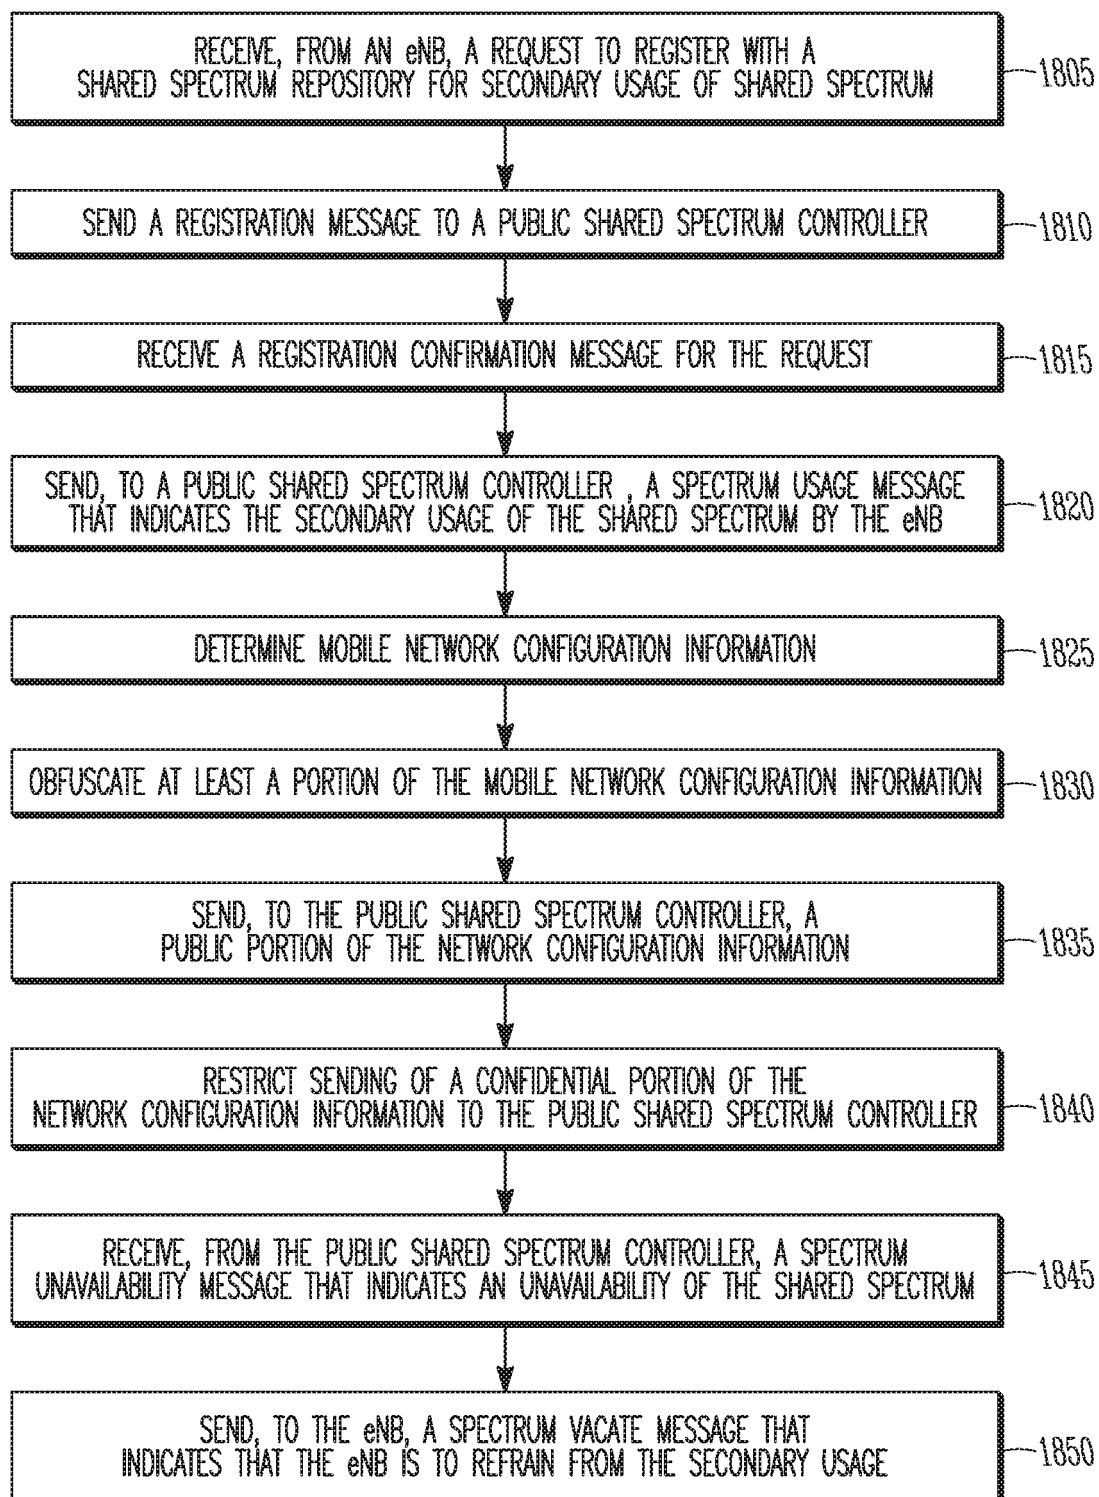 RECEIVE, FROM AN eNB, A REQUEST TO REGISTER WITH A
SHARED SPECTRUM REPOSITORY FOR SECONDARY USAGE OF SHARED SPECTRUM
1805
SEND A REGISTRATION MESSAGE TO A PUBLIC SHARED SPECTRUM CONTROLLER
1810
RECEIVE A REGISTRATION CONFIRMATION MESSAGE FOR THE REQUEST
1815
SEND, TO A PUBLIC SHARED SPECTRUM CONTROLLER , A SPECTRUM USAGE MESSAGE
THAT INDICATES THE SECONDARY USAGE OF THE SHARED SPECTRUM BY THE eNB
1820
DETERMINE MOBILE NETWORK CONFIGURATION INFORMATION
1825
OBFUSCATE AT LEAST A PORTION OF THE MOBILE NETWORK CONFIGURATION INFORMATION
1830
SEND, TO THE PUBLIC SHARED SPECTRUM CONTROLLER, A
PUBLIC PORTION OF THE NETWORK CONFIGURATION INFORMATION
1835
RESTRICT SENDING OF A CONFIDENTIAL PORTION OF THE
NETWORK CONFIGURATION INFORMATION TO THE PUBLIC SHARED SPECTRUM CONTROLLER
1840
RECEIVE, FROM THE PUBLIC SHARED SPECTRUM CONTROLLER, A SPECTRUM
UNAVAILABILITY MESSAGE THAT INDICATES AN UNAVAILABILITY OF THE SHARED SPECTRUM
1845
SEND, TO THE eNB, A SPECTRUM VACATE MESSAGE THAT
INDICATES THAT THE eNB IS TO REFRAIN FROM THE SECONDARY USAGE
1850